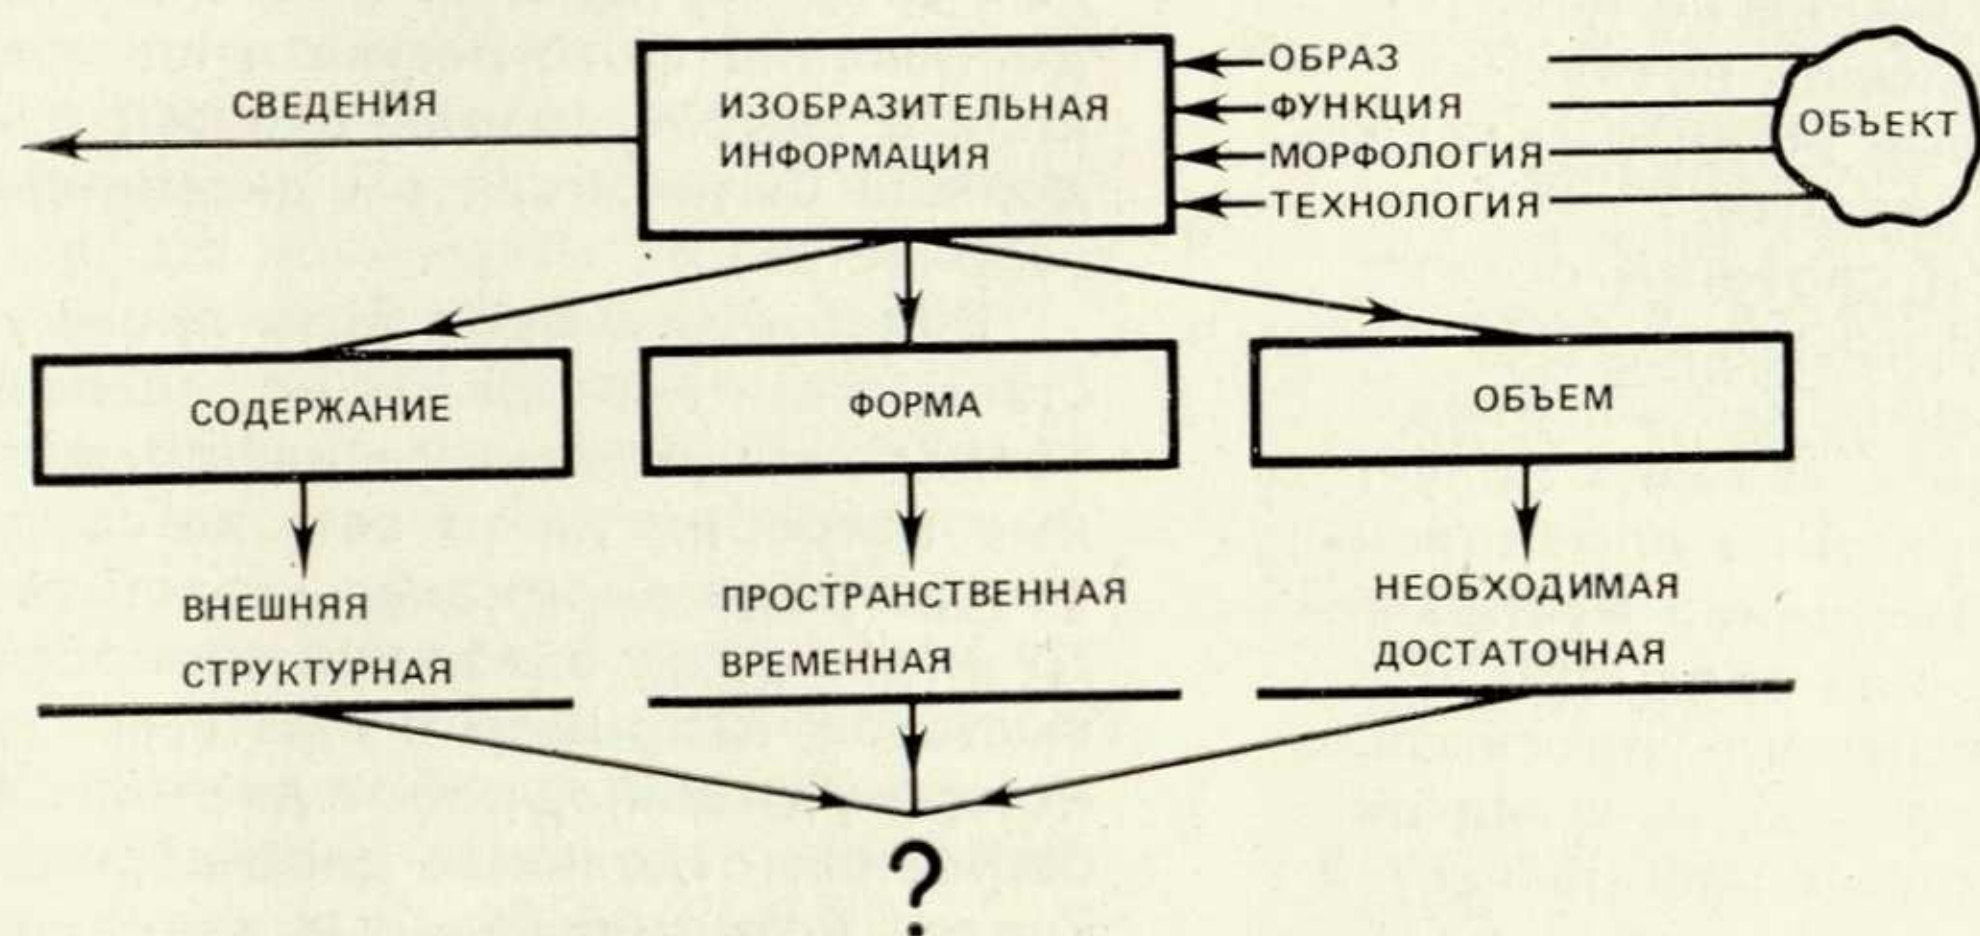 СВЕДЕНИЯ
ИЗОБРАЗИТЕЛЬНАЯ
ИНФОРМАЦИЯ
ОБРАЗ
ФУНКЦИЯ
МОРФОЛОГИЯ
ТЕХНОЛОГИЯ
ОБЪЕКТ
СОДЕРЖАНИЕ
ФОРМА
ОБЪЕМ
ВНЕШНЯЯ
СТРУКТУРНАЯ
ПРОСТРАНСТВЕННАЯ
ВРЕМЕННАЯ
НЕОБХОДИМАЯ
ДОСТАТОЧНАЯ
?